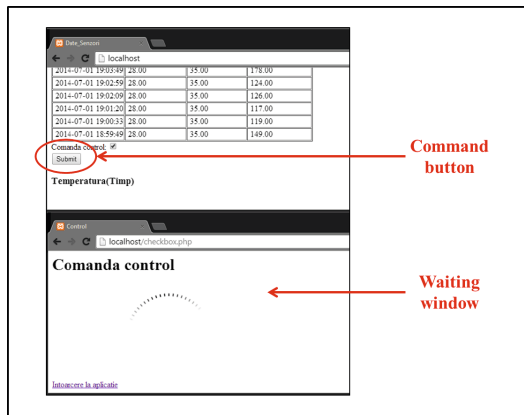 Date_Senzori
localhost
2014-07-01 19:03:49 28.00 35.00 178.00
2014-07-01 19:02:59 28.00 35.00 124.00
2014-07-01 19:02:09 28.00 35.00 126.00
2014-07-01 19:01:20 28.00 35.00 117.00
2014-07-01 19:00:33 28.00 35.00 119.00
2014-07-01 18:59:49 28.00 35.00 149.00
Comanda control:
Submit
Temperatura(Timp)
Command
button
Control
localhost/checkbox.php
Comanda control
Waiting
window
Intoarcere la aplicatie